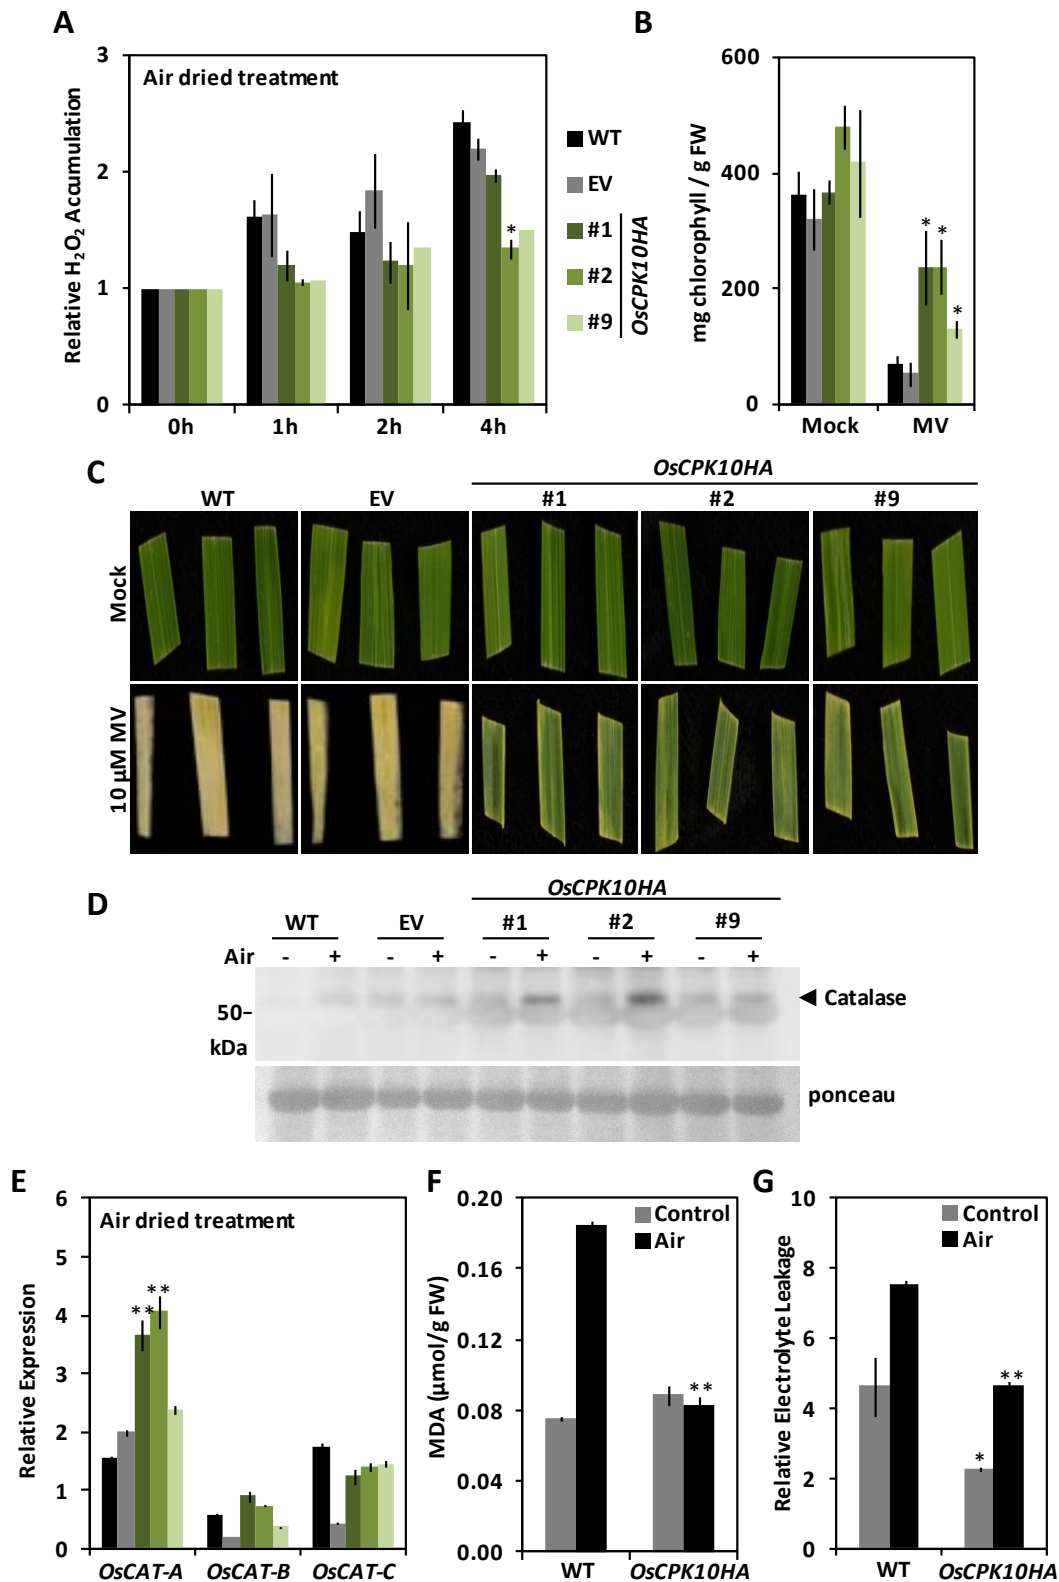 A
Air dried treatment
Relative H2O2 Accumulation
3
2
1
0
0h 1h 2h 4h
WT
EV
#1
#2
#9
OsCPK10HA
*
B
mg chlorophyll / g FW
600
400
200
0
Mock MV
* *
*
C
OsCPK10HA
WT EV #1 #2 #9
Mock
10 µM MV
D
OsCPK10HA
WT EV #1 #2 #9
Air - + - + - + - + - +
50-
kDa
Catalase
ponceau
E
Air dried treatment
Relative Expression
6
5
4
3
2
1
0
** **
OsCAT-A OsCAT-B OsCAT-C
F
MDA (µmol/g FW)
0.20
0.16
0.12
0.08
0.04
0.00
Control
Air
**
WT OsCPK10HA
G
Relative Electrolyte Leakage
10
8
6
4
2
0
Control
Air
* **
WT OsCPK10HA